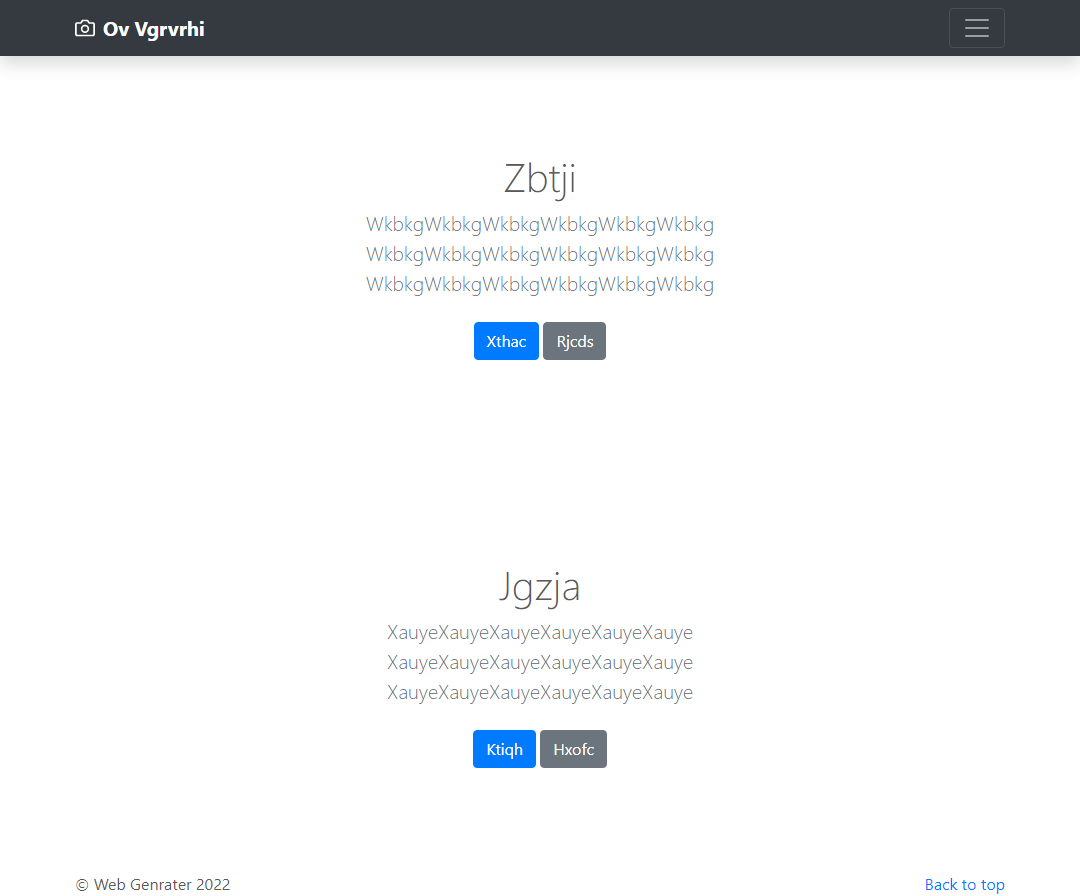 Ov Vgrvrhi
Zbtji
WkbkgWkbkgWkbkgWkbkgWkbkgWkbkg
WkbkgWkbkgWkbkgWkbkgWkbkgWkbkg
WkbkgWkbkgWkbkgWkbkgWkbkgWkbkg
Xthac Rjcds
Jgzja
XauyeXauyeXauyeXauyeXauyeXauye
XauyeXauyeXauyeXauyeXauyeXauye
XauyeXauyeXauyeXauyeXauyeXauye
Ktiqh Hxofc
© Web Genrater 2022 Back to top